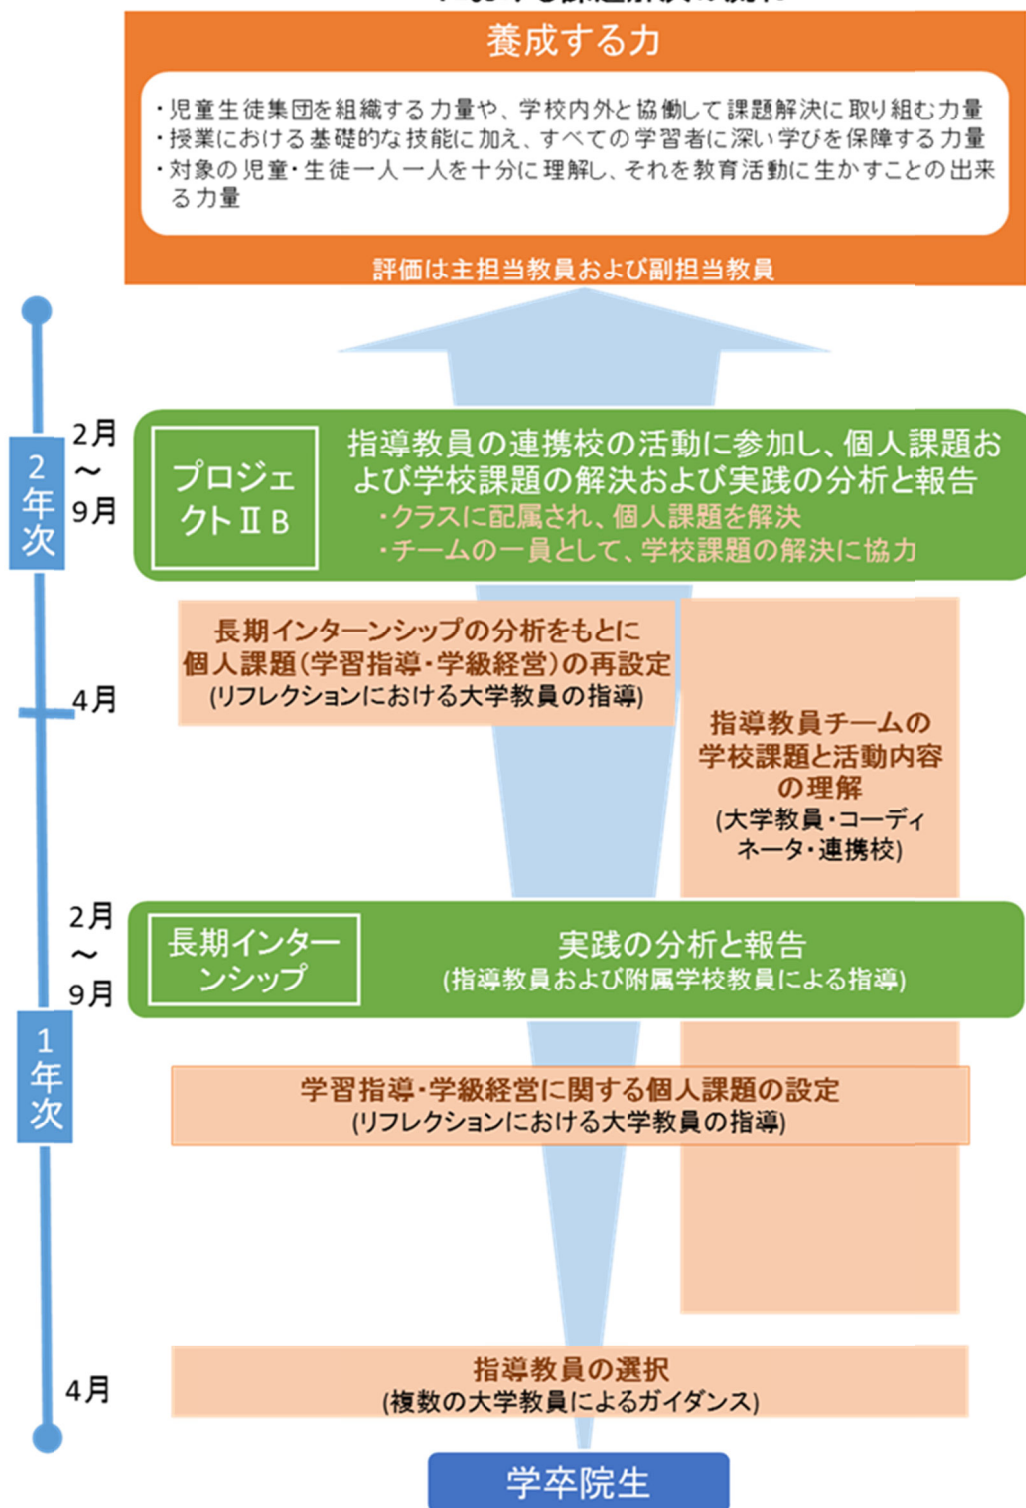 養成する力
・児童生徒集団を組織する力量や、学校内外と協働して課題解決に取り組む力量
・授業における基礎的な技能に加え、すべての学習者に深い学びを保障する力量
・対象の児童・生徒一人一人を十分に理解し、それを教育活動に生かすことの出来
る力量
評価は主担当教員および副担当教員
2年次
2月
～
9月
プロジェ
クトⅡB
指導教員の連携校の活動に参加し、個人課題お
よび学校課題の解決および実践の分析と報告
・クラスに配属され、個人課題を解決
・チームの一員として、学校課題の解決に協力
長期インターンシップの分析をもとに
個人課題(学習指導・学級経営)の再設定
(リフレクションにおける大学教員の指導)
4月
指導教員チームの
学校課題と活動内容
の理解
(大学教員・コーディ
ネータ・連携校)
2月
～
9月
長期インター
ンシップ
実践の分析と報告
(指導教員および附属学校教員による指導)
1年次
学習指導・学級経営に関する個人課題の設定
(リフレクションにおける大学教員の指導)
4月
指導教員の選択
(複数の大学教員によるガイダンス)
学卒院生